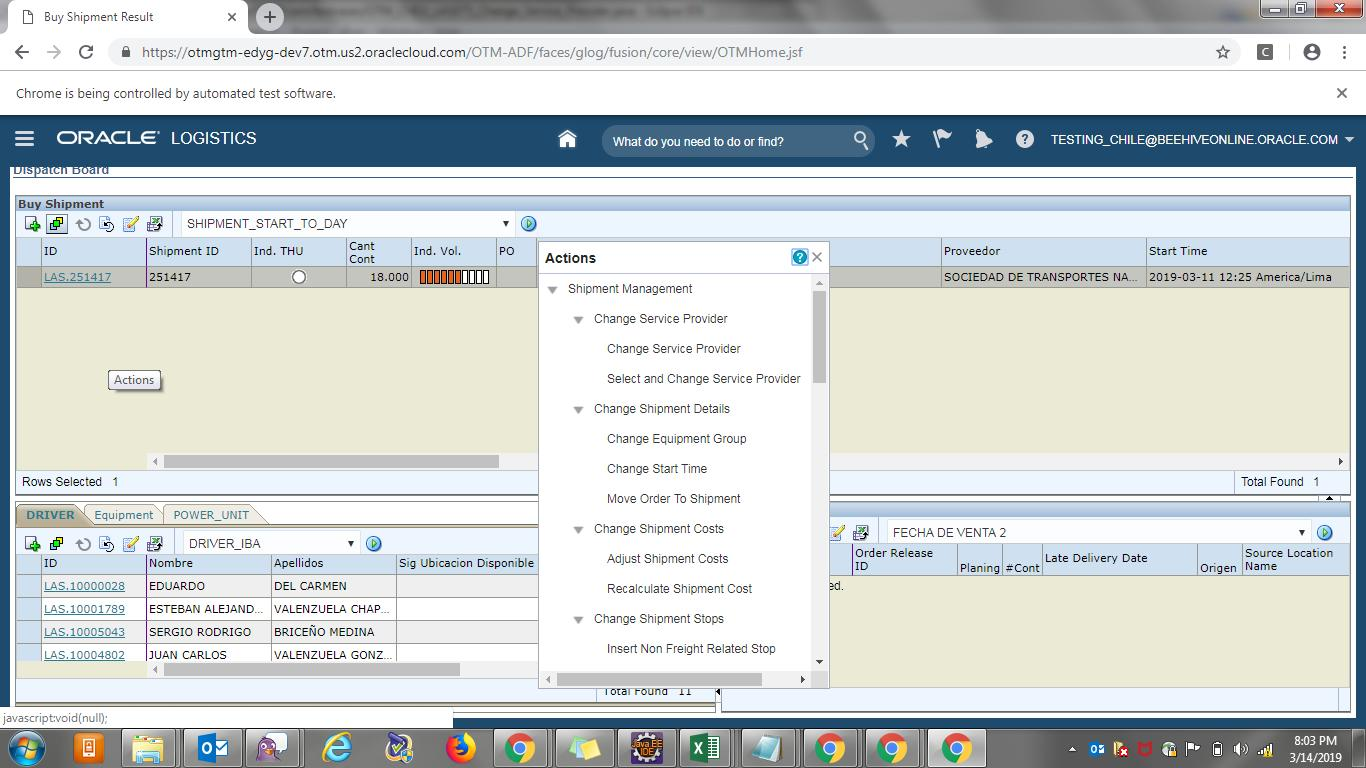 Buy Shipment Result
https://otmgtm-edyg-dev7.otm.us2.oraclecloud.com/OTM-ADF/faces/glog/fusion/core/view/OTMHome.jsf
Chrome is being controlled by automated test software.
ORACLE LOGISTICS
What do you need to do or find?
TESTING_CHILE@BEEHIVEONLINE.ORACLE.COM
Dispatch Board
Buy Shipment
SHIPMENT_START_TO_DAY
ID Shipment ID Ind. THU Cant Cont Ind. Vol. PO Proveedor Start Time
LAS.251417 251417 18.000 SOCIEDAD DE TRANSPORTES NA... 2019-03-11 12:25 America/Lima
Actions
Rows Selected 1
Total Found 1
Actions
Shipment Management
Change Service Provider
Change Service Provider
Select and Change Service Provider
Change Shipment Details
Change Equipment Group
Change Start Time
Move Order To Shipment
Change Shipment Costs
Adjust Shipment Costs
Recalculate Shipment Cost
Change Shipment Stops
Insert Non Freight Related Stop
DRIVER Equipment POWER_UNIT
DRIVER_IBA
ID Nombre Apellidos Sig Ubicacion Disponible
LAS.10000028 EDUARDO DEL CARMEN
LAS.10001789 ESTEBAN ALEJAND... VALENZUELA CHAP...
LAS.10005043 SERGIO RODRIGO BRICEÑO MEDINA
LAS.10004802 JUAN CARLOS VALENZUELA GONZ...
Total Found 11
FECHA DE VENTA 2
Order Release ID Planing #Cont Late Delivery Date Origen Source Location Name
ed.
javascript:void(null);
Java EE
IDE
8:03 PM
3/14/2019